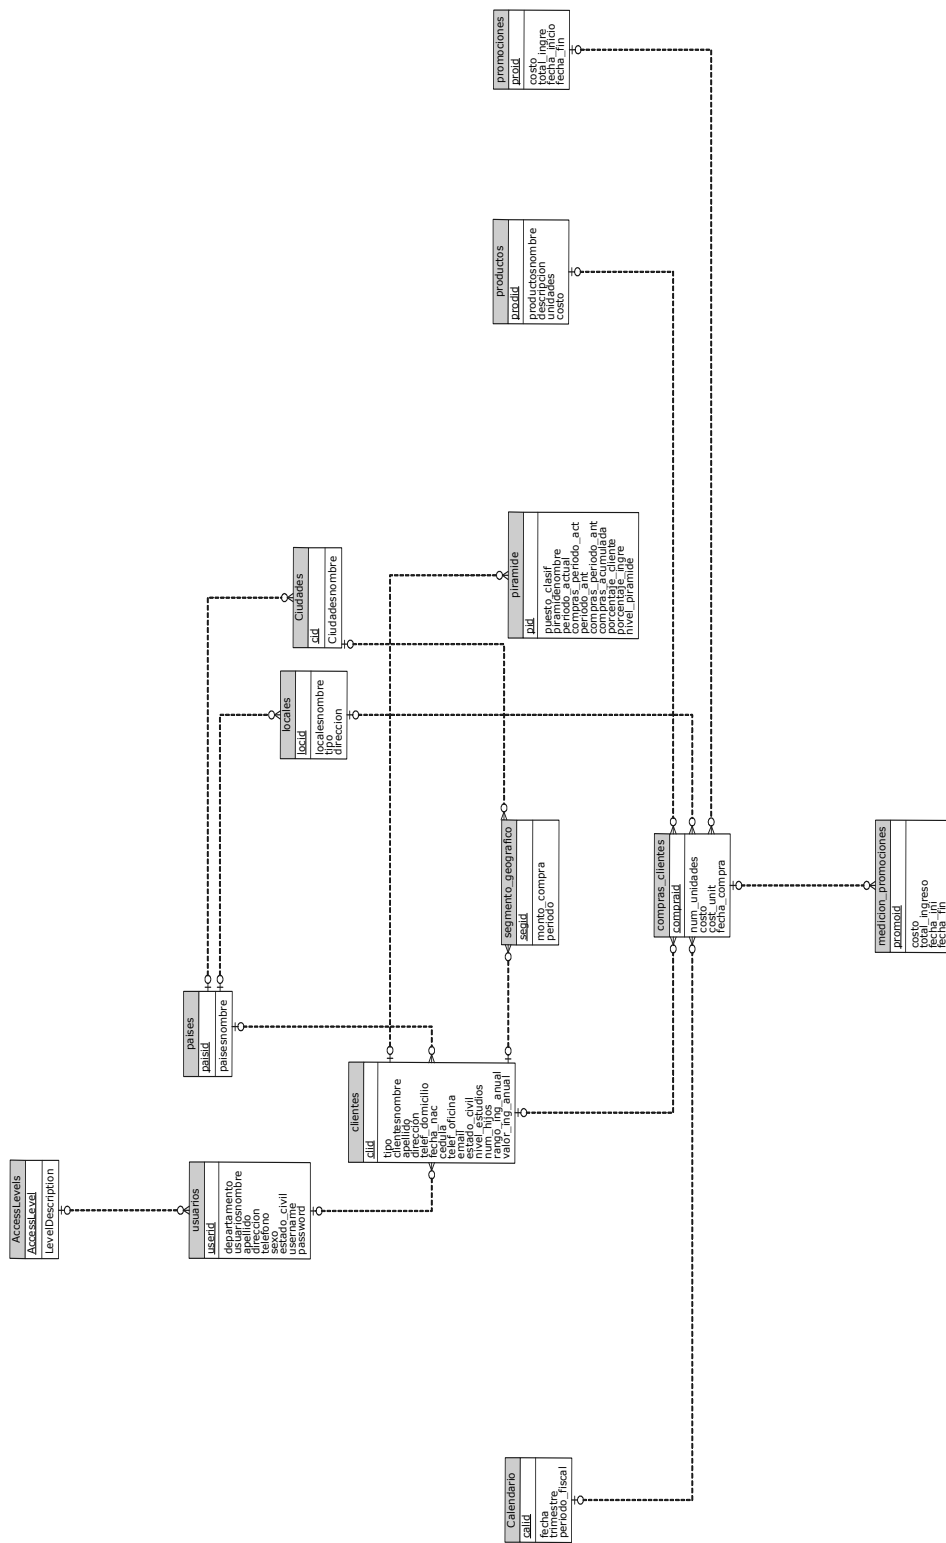 AccessLevels
AccessLevel
LevelDescription
usuarios
userid
departamento
usuariosnombre
apellido
direccion
telefono
sexo
estado_civil
username
password
paises
paisid
paisesnombre
clientes
clid
tipo
clientesnombre
apellido
dirección
telef_domicilio
fecha_nac
cedula
telef_oficina
email
estado_civil
nivel_estudios
num_hijos
rango_ing_anual
valor_ing_anual
locales
locid
localesnombre
tipo
direccion
Ciudades
cid
Ciudadesnombre
piramide
pid
puesto_clasif
piramidenombre
periodo_actual
compras_periodo_act
periodo_ant
compras_periodo_ant
compras_acumulada
porcentaje_cliente
porcentaje_ingre
nivel_piramide
segmento_geografico
segid
monto_compra
periodo
productos
prodid
productosnombre
descripcion
unidades
costo
promociones
proid
costo
total_ingre
fecha_inicio
fecha_fin
Calendario
calid
fecha
trimestre
periodo_fiscal
compras_clientes
compraid
num_unidades
costo
cost_unit
fecha_compra
medicion_promociones
promoid
costo
total_ingreso
fecha_ini
fecha_fin